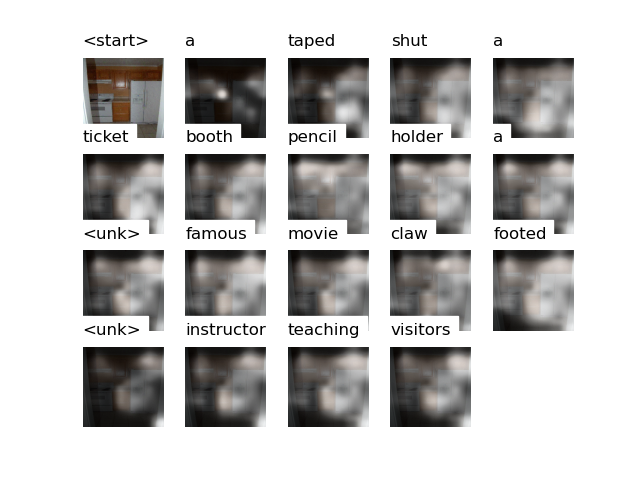 <start> a taped shut a
ticket booth pencil holder a
<unk> famous movie claw footed
<unk> instructor teaching visitors